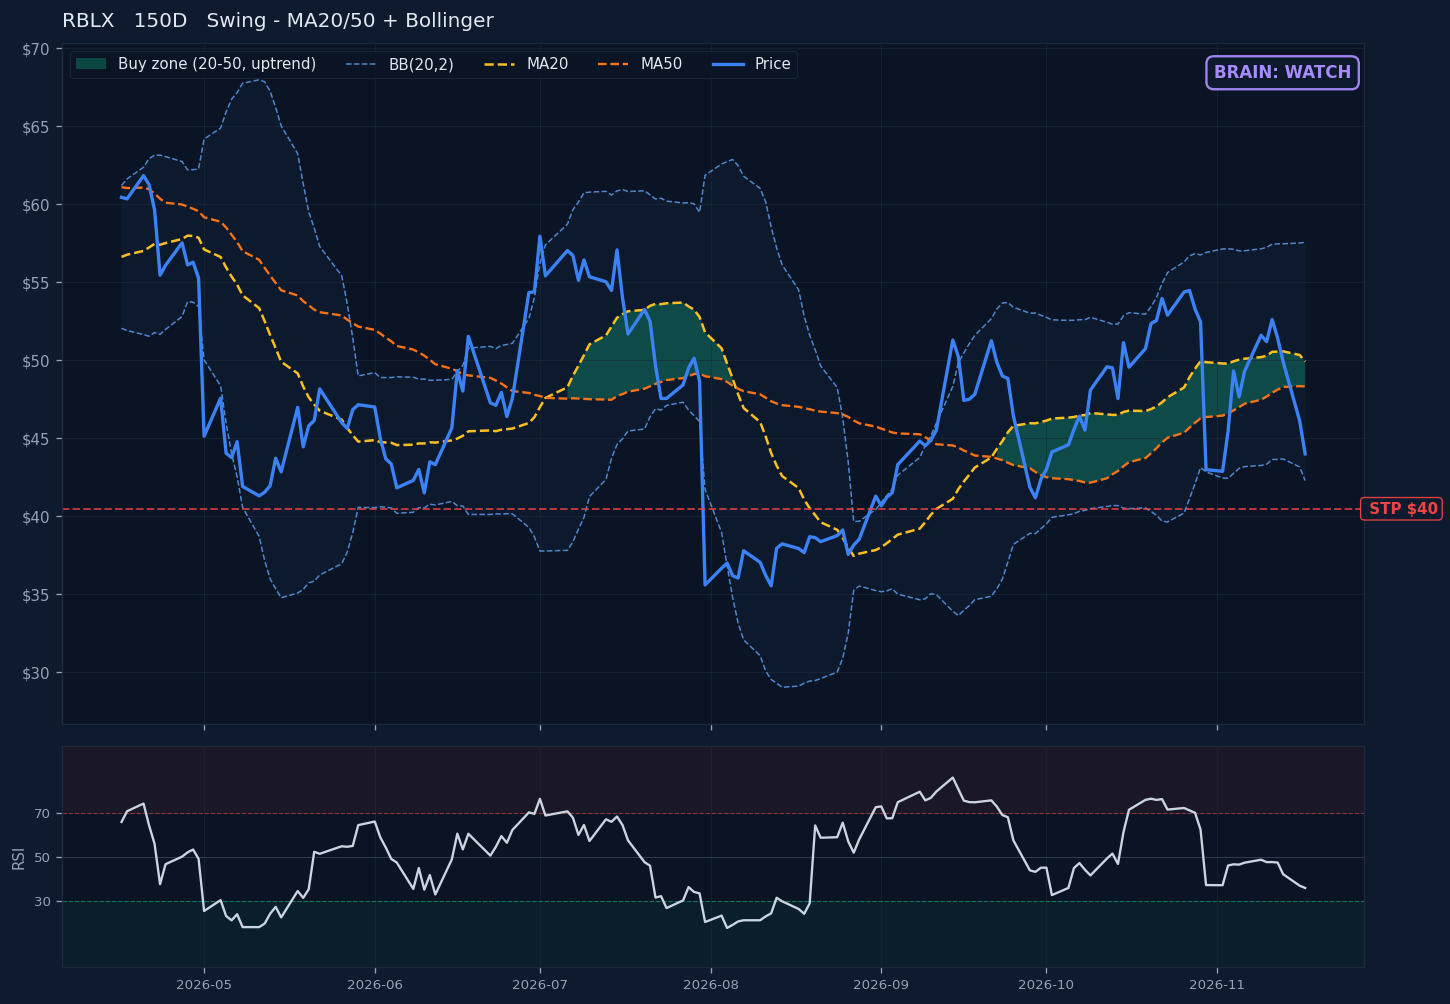 RBLX 150D Swing - MA20/50 + Bollinger
Buy zone (20-50, uptrend) BB(20,2) MA20 MA50 Price
BRAIN: WATCH
$70
$65
$60
$55
$50
$45
$40
$35
$30
STP $40
RSI
70
50
30
2026-05 2026-06 2026-07 2026-08 2026-09 2026-10 2026-11